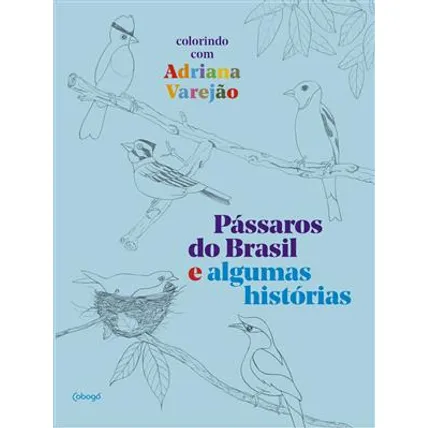 colorindo
com
Adriana
Varejão
Pássaros
do Brasil
e algumas
histórias
Cobogó